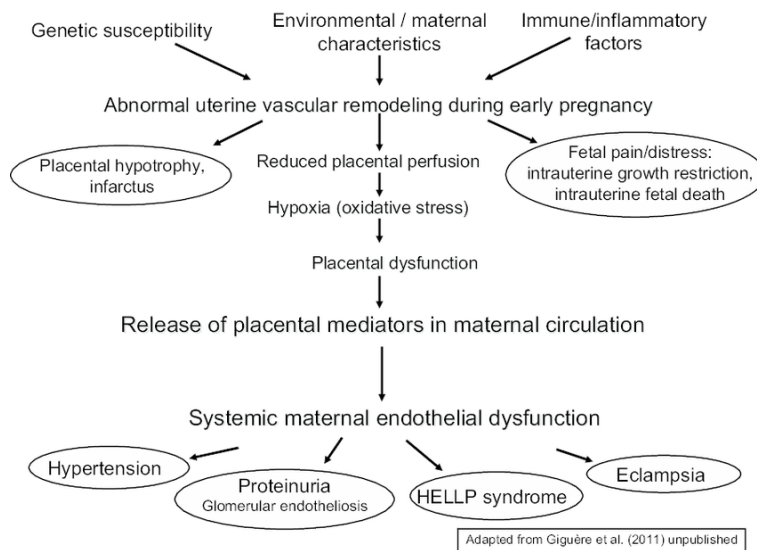 Genetic susceptibility
Environmental / maternal
characteristics
Immune/inflammatory
factors
Abnormal uterine vascular remodeling during early pregnancy
Placental hypotrophy,
infarctus
Reduced placental perfusion
Fetal pain/distress:
intrauterine growth restriction,
intrauterine fetal death
Hypoxia (oxidative stress)
Placental dysfunction
Release of placental mediators in maternal circulation
Systemic maternal endothelial dysfunction
Hypertension
Proteinuria
Glomerular endotheliosis
HELLP syndrome
Eclampsia
Adapted from Giguère et al. (2011) unpublished